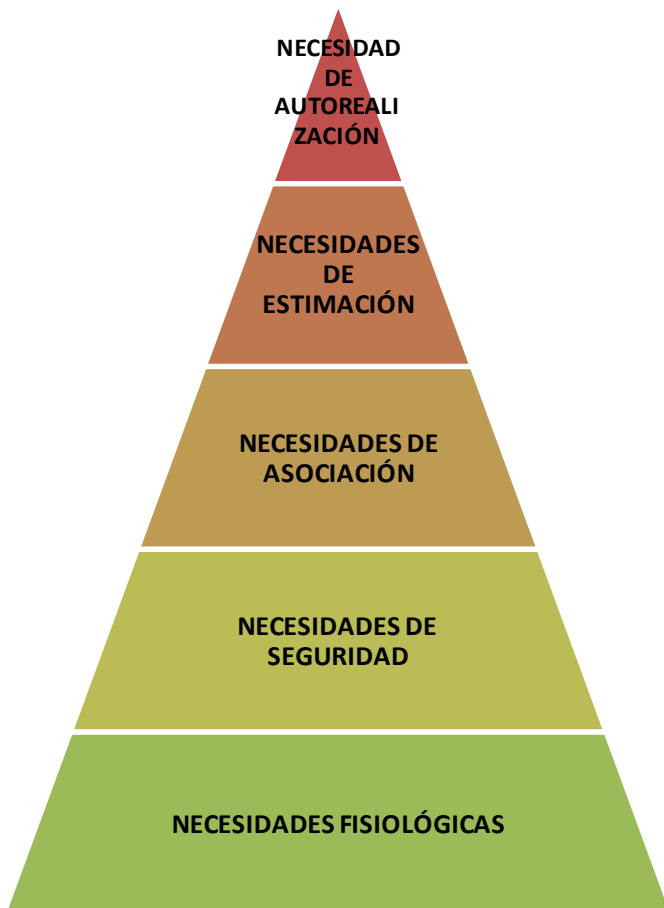 NECESIDAD
DE
AUTOREALI
ZACIÓN
NECESIDADES
DE
ESTIMACIÓN
NECESIDADES DE
ASOCIACIÓN
NECESIDADES DE
SEGURIDAD
NECESIDADES FISIOLÓGICAS